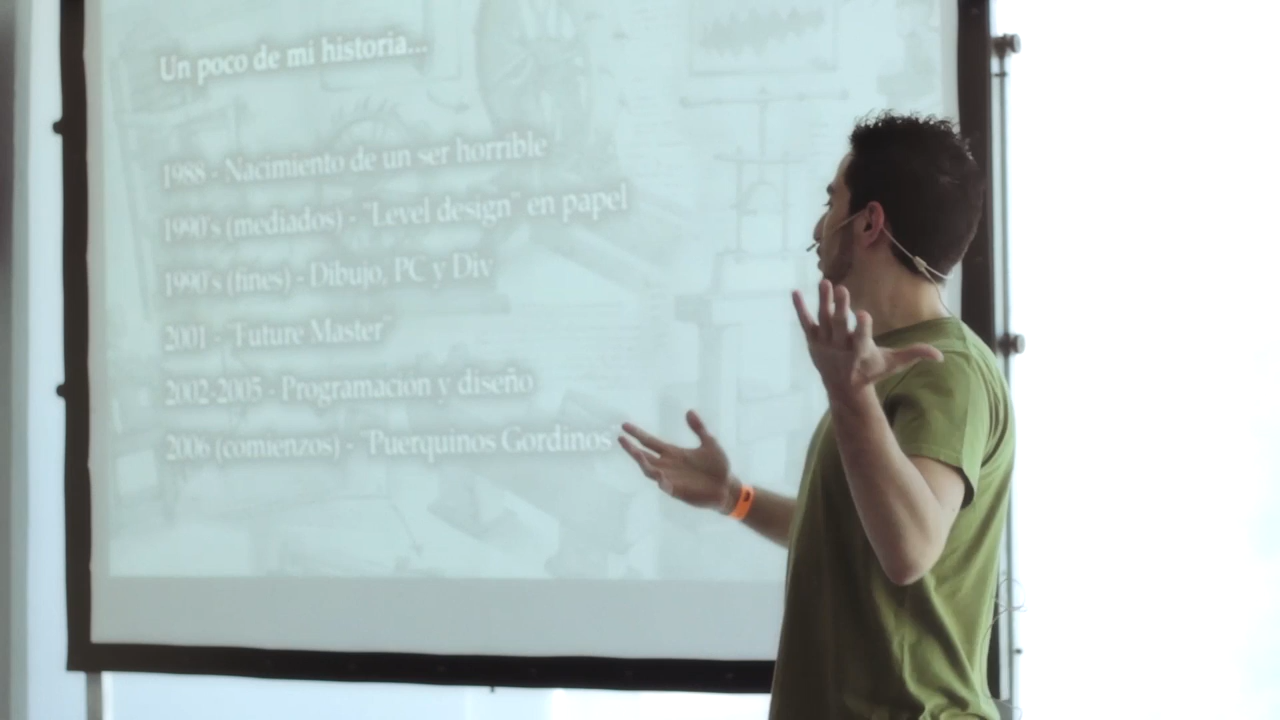 Un poco de mi historia...
1988 - Nacimiento de un ser horrible
1990's (mediados) - "Level design" en papel
1990's (fines) - Dibujo, PC y Div
2001 - "Future Master"
2002-2005 - Programacion y diseño
2006 (comienzos) - "Puerquinos Gordinos